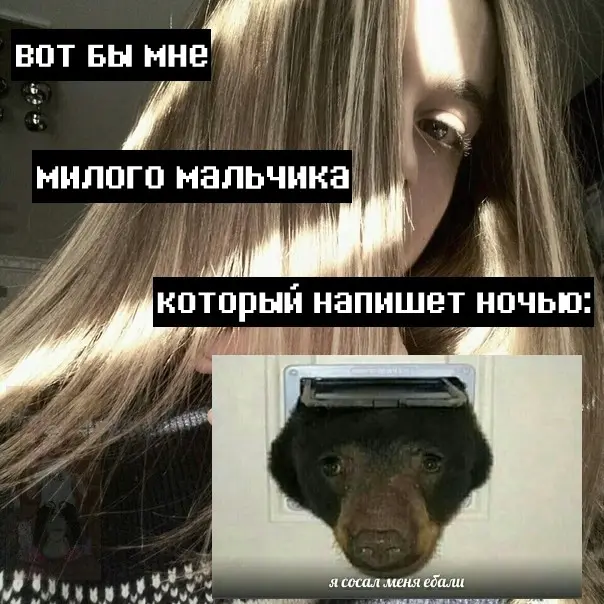 вот бы мне
милого мальчика
который напишет ночью:
я сосал меня ебали